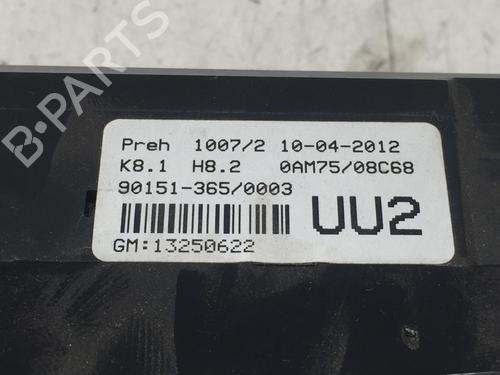 Preh 1007/2 10-04-2012
K8.1 H8.2 0AM75/08C68
90151-365/0003
UU2
GM:13250622
B-PARTS